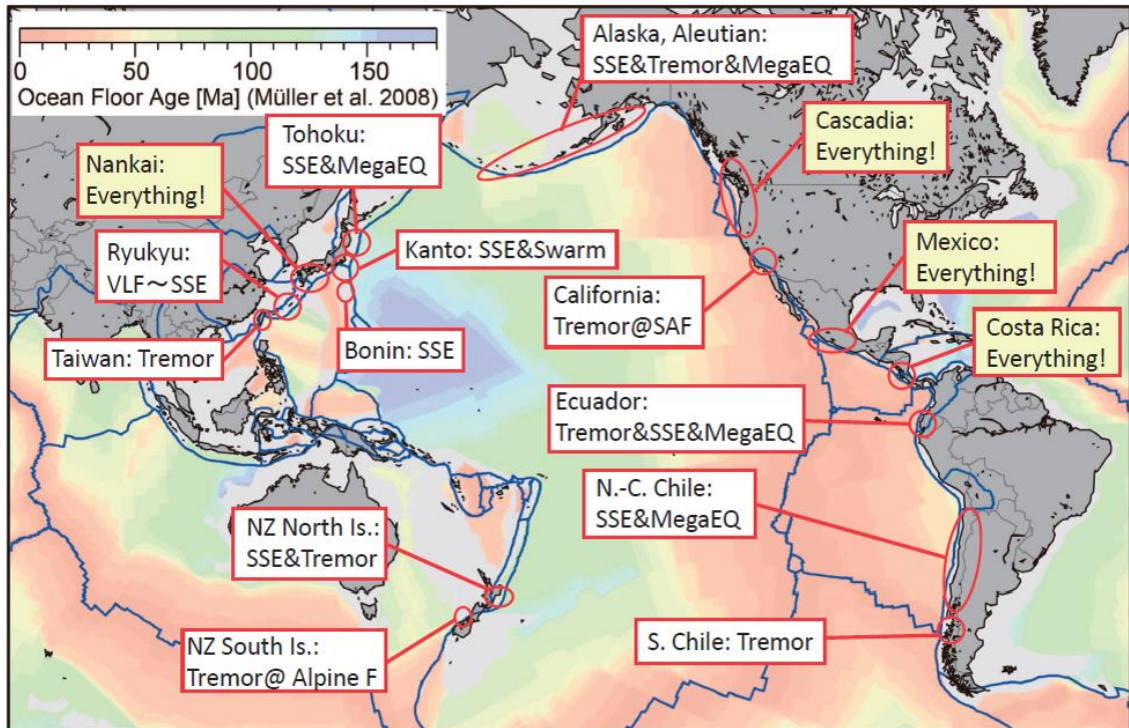 0 50 100 150
Ocean Floor Age [Ma] (Müller et al. 2008)
Alaska, Aleutian:
SSE&Tremor&MegaEQ
Tohoku:
SSE&MegaEQ
Cascadia:
Everything!
Nankai:
Everything!
Ryukyu:
VLF～SSE
Kanto: SSE&Swarm
Mexico:
Everything!
California:
Tremor@SAF
Taiwan: Tremor
Bonin: SSE
Costa Rica:
Everything!
Ecuador:
Tremor&SSE&MegaEQ
N.-C. Chile:
SSE&MegaEQ
NZ North Is.:
SSE&Tremor
NZ South Is.:
Tremor@ Alpine F
S. Chile: Tremor